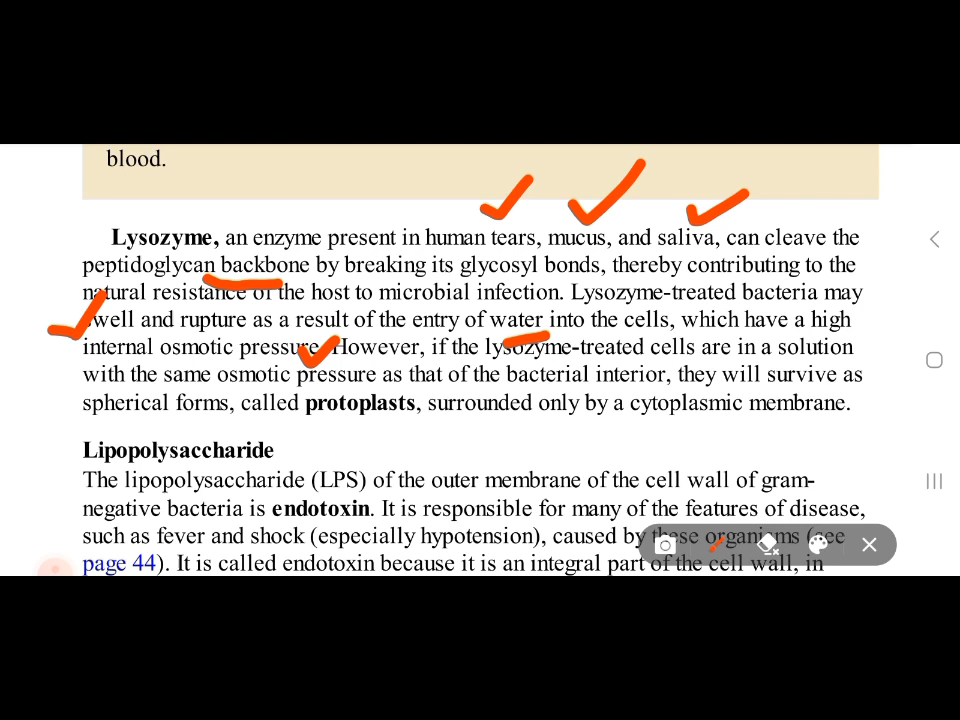 blood.
Lysozyme, an enzyme present in human tears, mucus, and saliva, can cleave the
peptidoglycan backbone by breaking its glycosyl bonds, thereby contributing to the
natural resistance of the host to microbial infection. Lysozyme-treated bacteria may
swell and rupture as a result of the entry of water into the cells, which have a high
internal osmotic pressure. However, if the lysozyme-treated cells are in a solution
with the same osmotic pressure as that of the bacterial interior, they will survive as
spherical forms, called protoplasts, surrounded only by a cytoplasmic membrane.
Lipopolysaccharide
The lipopolysaccharide (LPS) of the outer membrane of the cell wall of gram-
negative bacteria is endotoxin. It is responsible for many of the features of disease,
such as fever and shock (especially hypotension), caused by these organisms (see
page 44). It is called endotoxin because it is an integral part of the cell wall, in